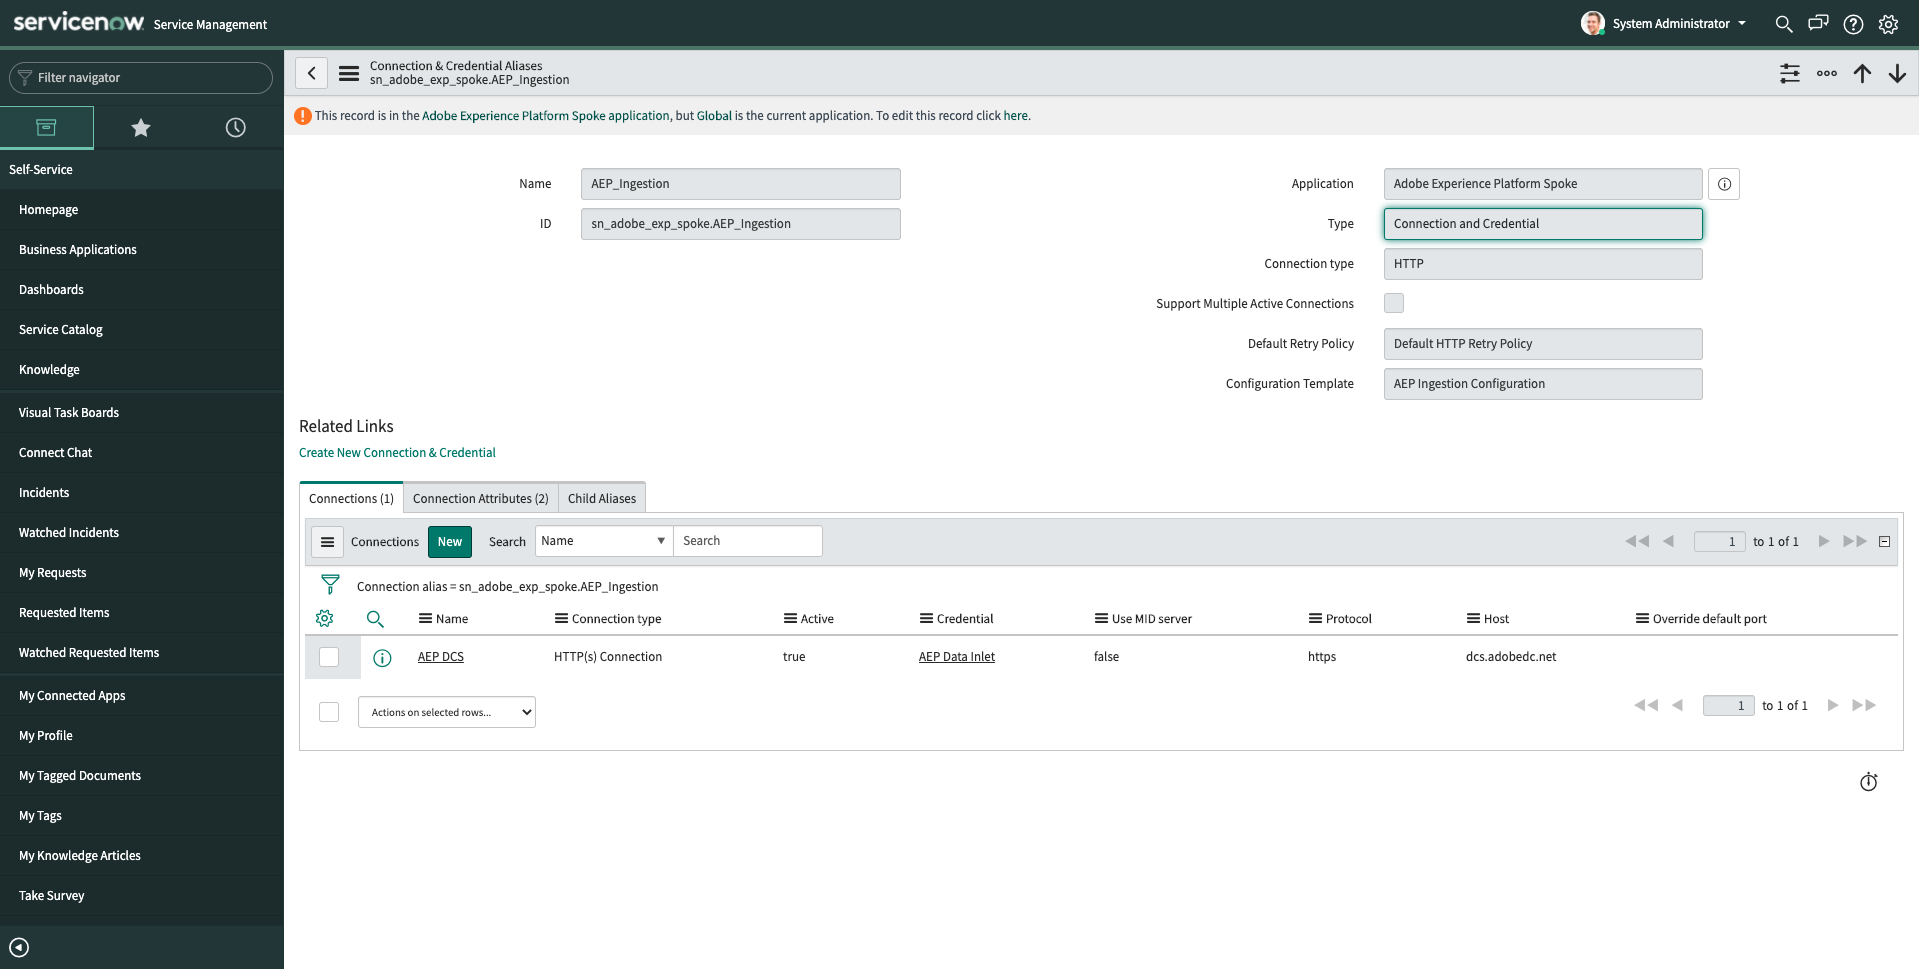 servicenow Service Management
System Administrator
Filter navigator
Connection & Credential Aliases
sn_adobe_exp_spoke.AEP_Ingestion
This record is in the Adobe Experience Platform Spoke application, but Global is the current application. To edit this record click here.
Self-Service
Homepage
Business Applications
Dashboards
Service Catalog
Knowledge
Visual Task Boards
Connect Chat
Incidents
Watched Incidents
My Requests
Requested Items
Watched Requested Items
My Connected Apps
My Profile
My Tagged Documents
My Tags
My Knowledge Articles
Take Survey
Name AEP_Ingestion
ID sn_adobe_exp_spoke.AEP_Ingestion
Application Adobe Experience Platform Spoke
Type Connection and Credential
Connection type HTTP
Support Multiple Active Connections
Default Retry Policy Default HTTP Retry Policy
Configuration Template AEP Ingestion Configuration
Related Links
Create New Connection & Credential
Connections (1) Connection Attributes (2) Child Aliases
Connections New Search Name Search 1 to 1 of 1
Connection alias = sn_adobe_exp_spoke.AEP_Ingestion
Name Connection type Active Credential Use MID server Protocol Host Override default port
AEP DCS HTTP(s) Connection true AEP Data Inlet false https dcs.adobedc.net
Actions on selected rows... 1 to 1 of 1